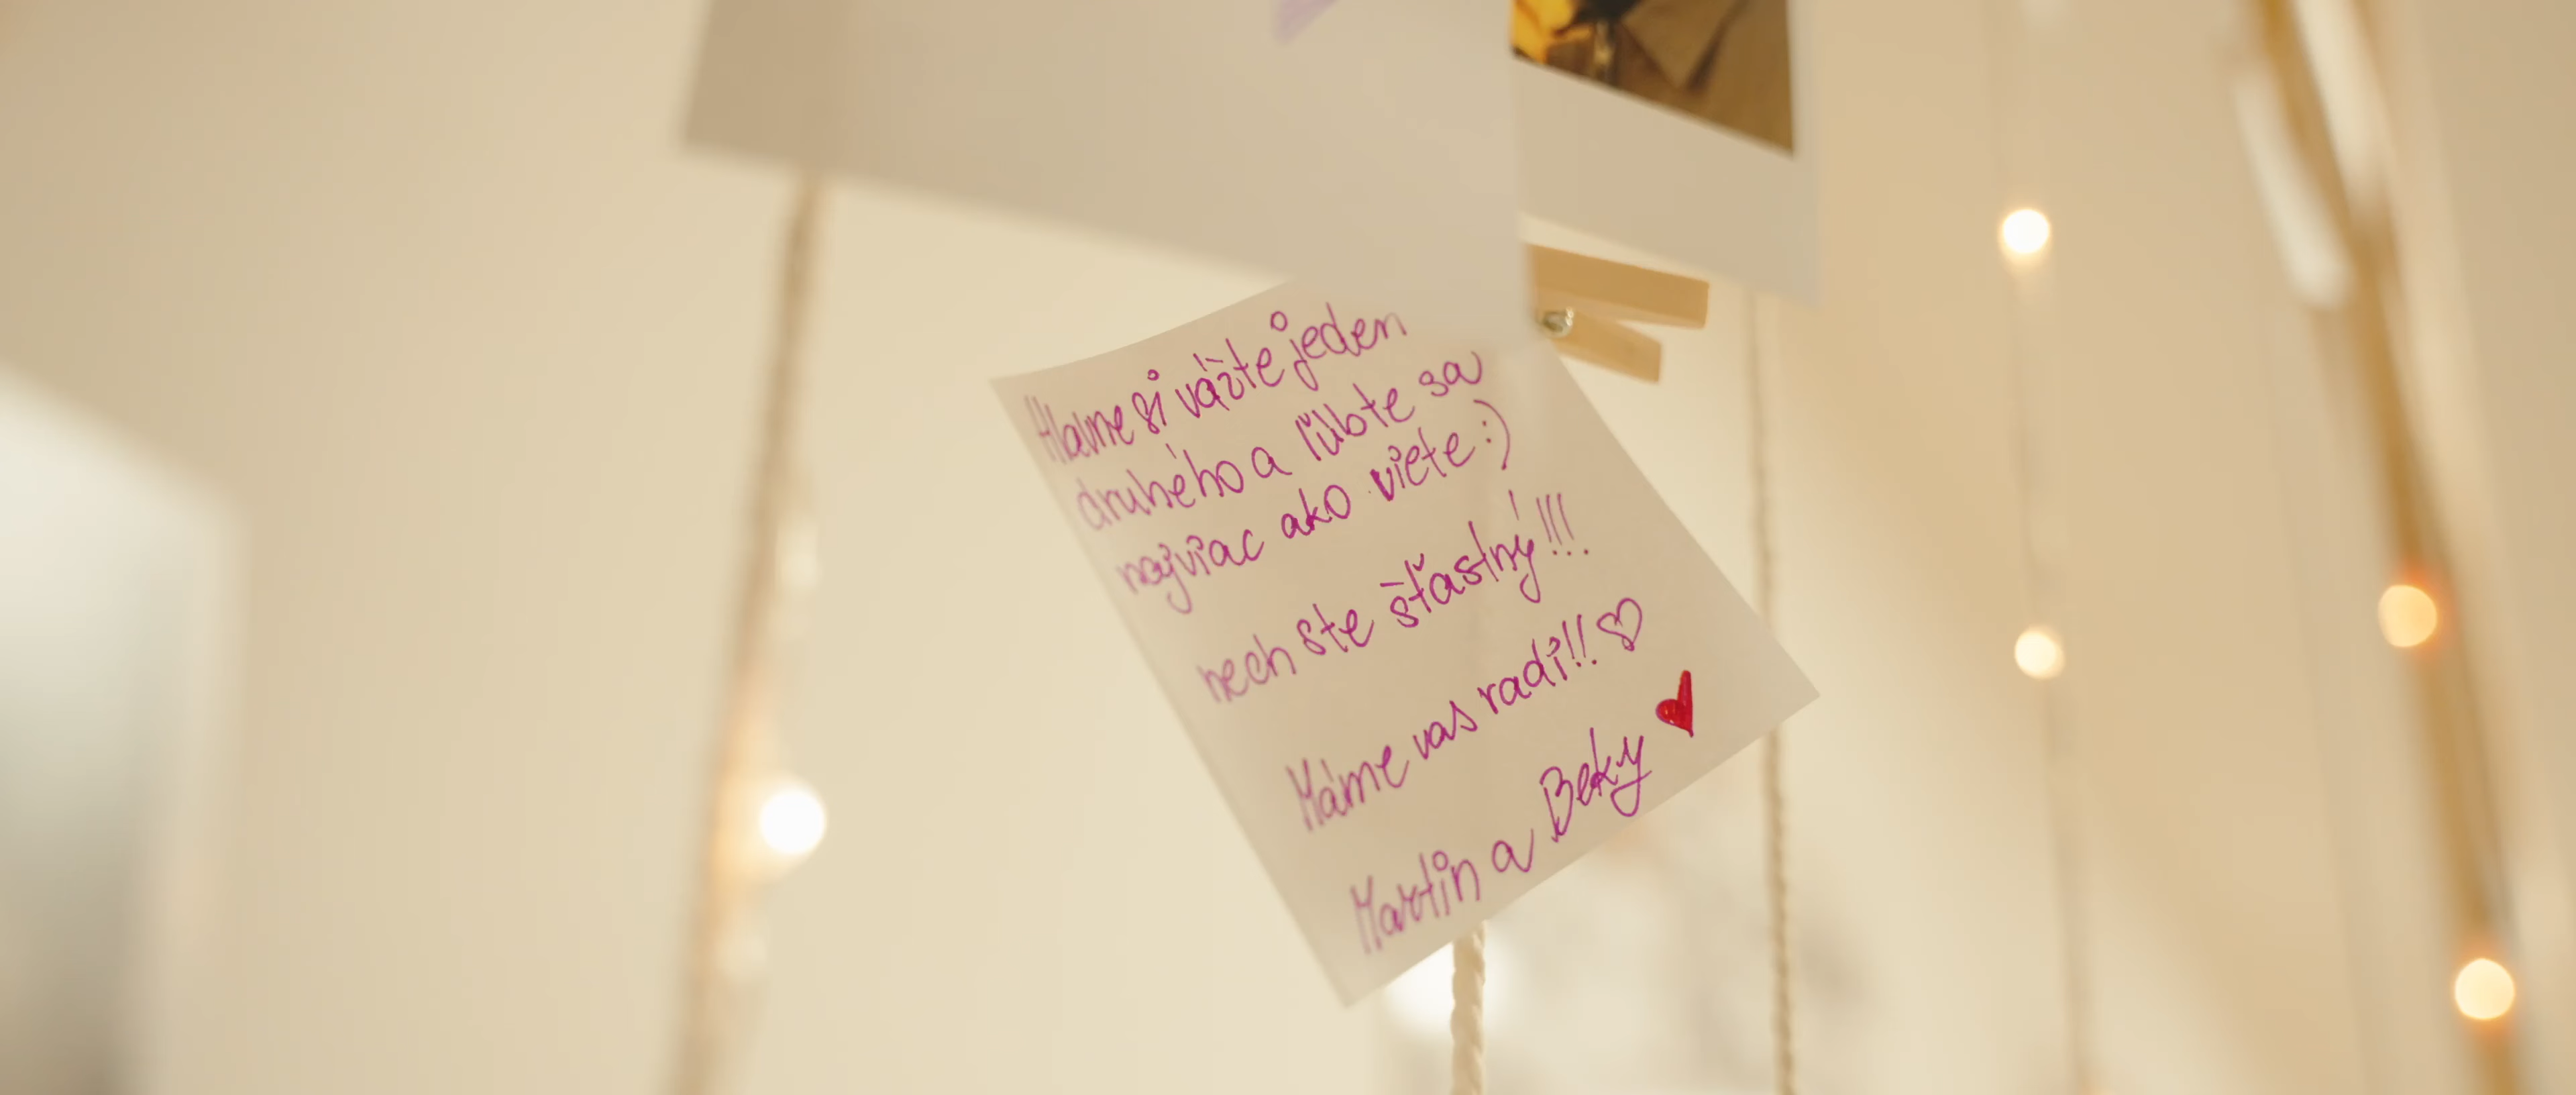 Hlavne si vážte jeden
druhého a ľúbte sa
najviac ako viete :)
nech ste šťastný!!!
Máme vas radi!!! ♡
Martin a Beky ♥